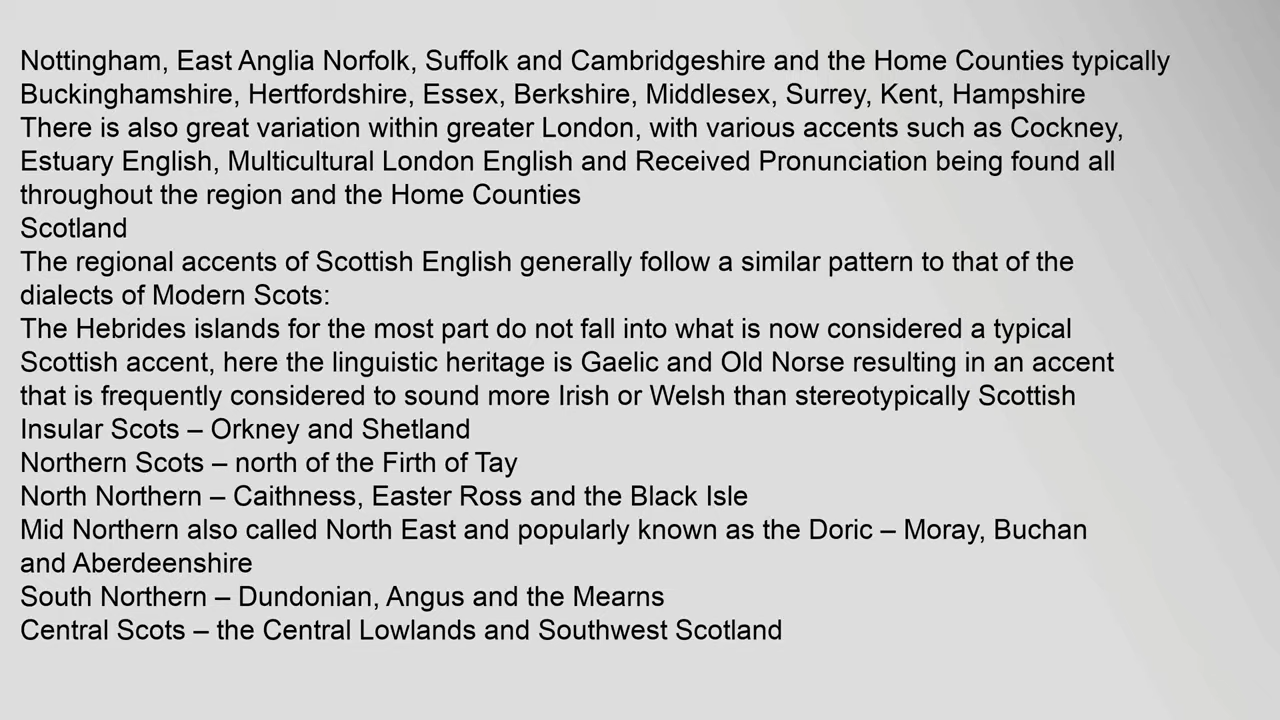 Nottingham, East Anglia Norfolk, Suffolk and Cambridgeshire and the Home Counties typically
Buckinghamshire, Hertfordshire, Essex, Berkshire, Middlesex, Surrey, Kent, Hampshire
There is also great variation within greater London, with various accents such as Cockney,
Estuary English, Multicultural London English and Received Pronunciation being found all
throughout the region and the Home Counties
Scotland
The regional accents of Scottish English generally follow a similar pattern to that of the
dialects of Modern Scots:
The Hebrides islands for the most part do not fall into what is now considered a typical
Scottish accent, here the linguistic heritage is Gaelic and Old Norse resulting in an accent
that is frequently considered to sound more Irish or Welsh than stereotypically Scottish
Insular Scots – Orkney and Shetland
Northern Scots – north of the Firth of Tay
North Northern – Caithness, Easter Ross and the Black Isle
Mid Northern also called North East and popularly known as the Doric – Moray, Buchan
and Aberdeenshire
South Northern – Dundonian, Angus and the Mearns
Central Scots – the Central Lowlands and Southwest Scotland